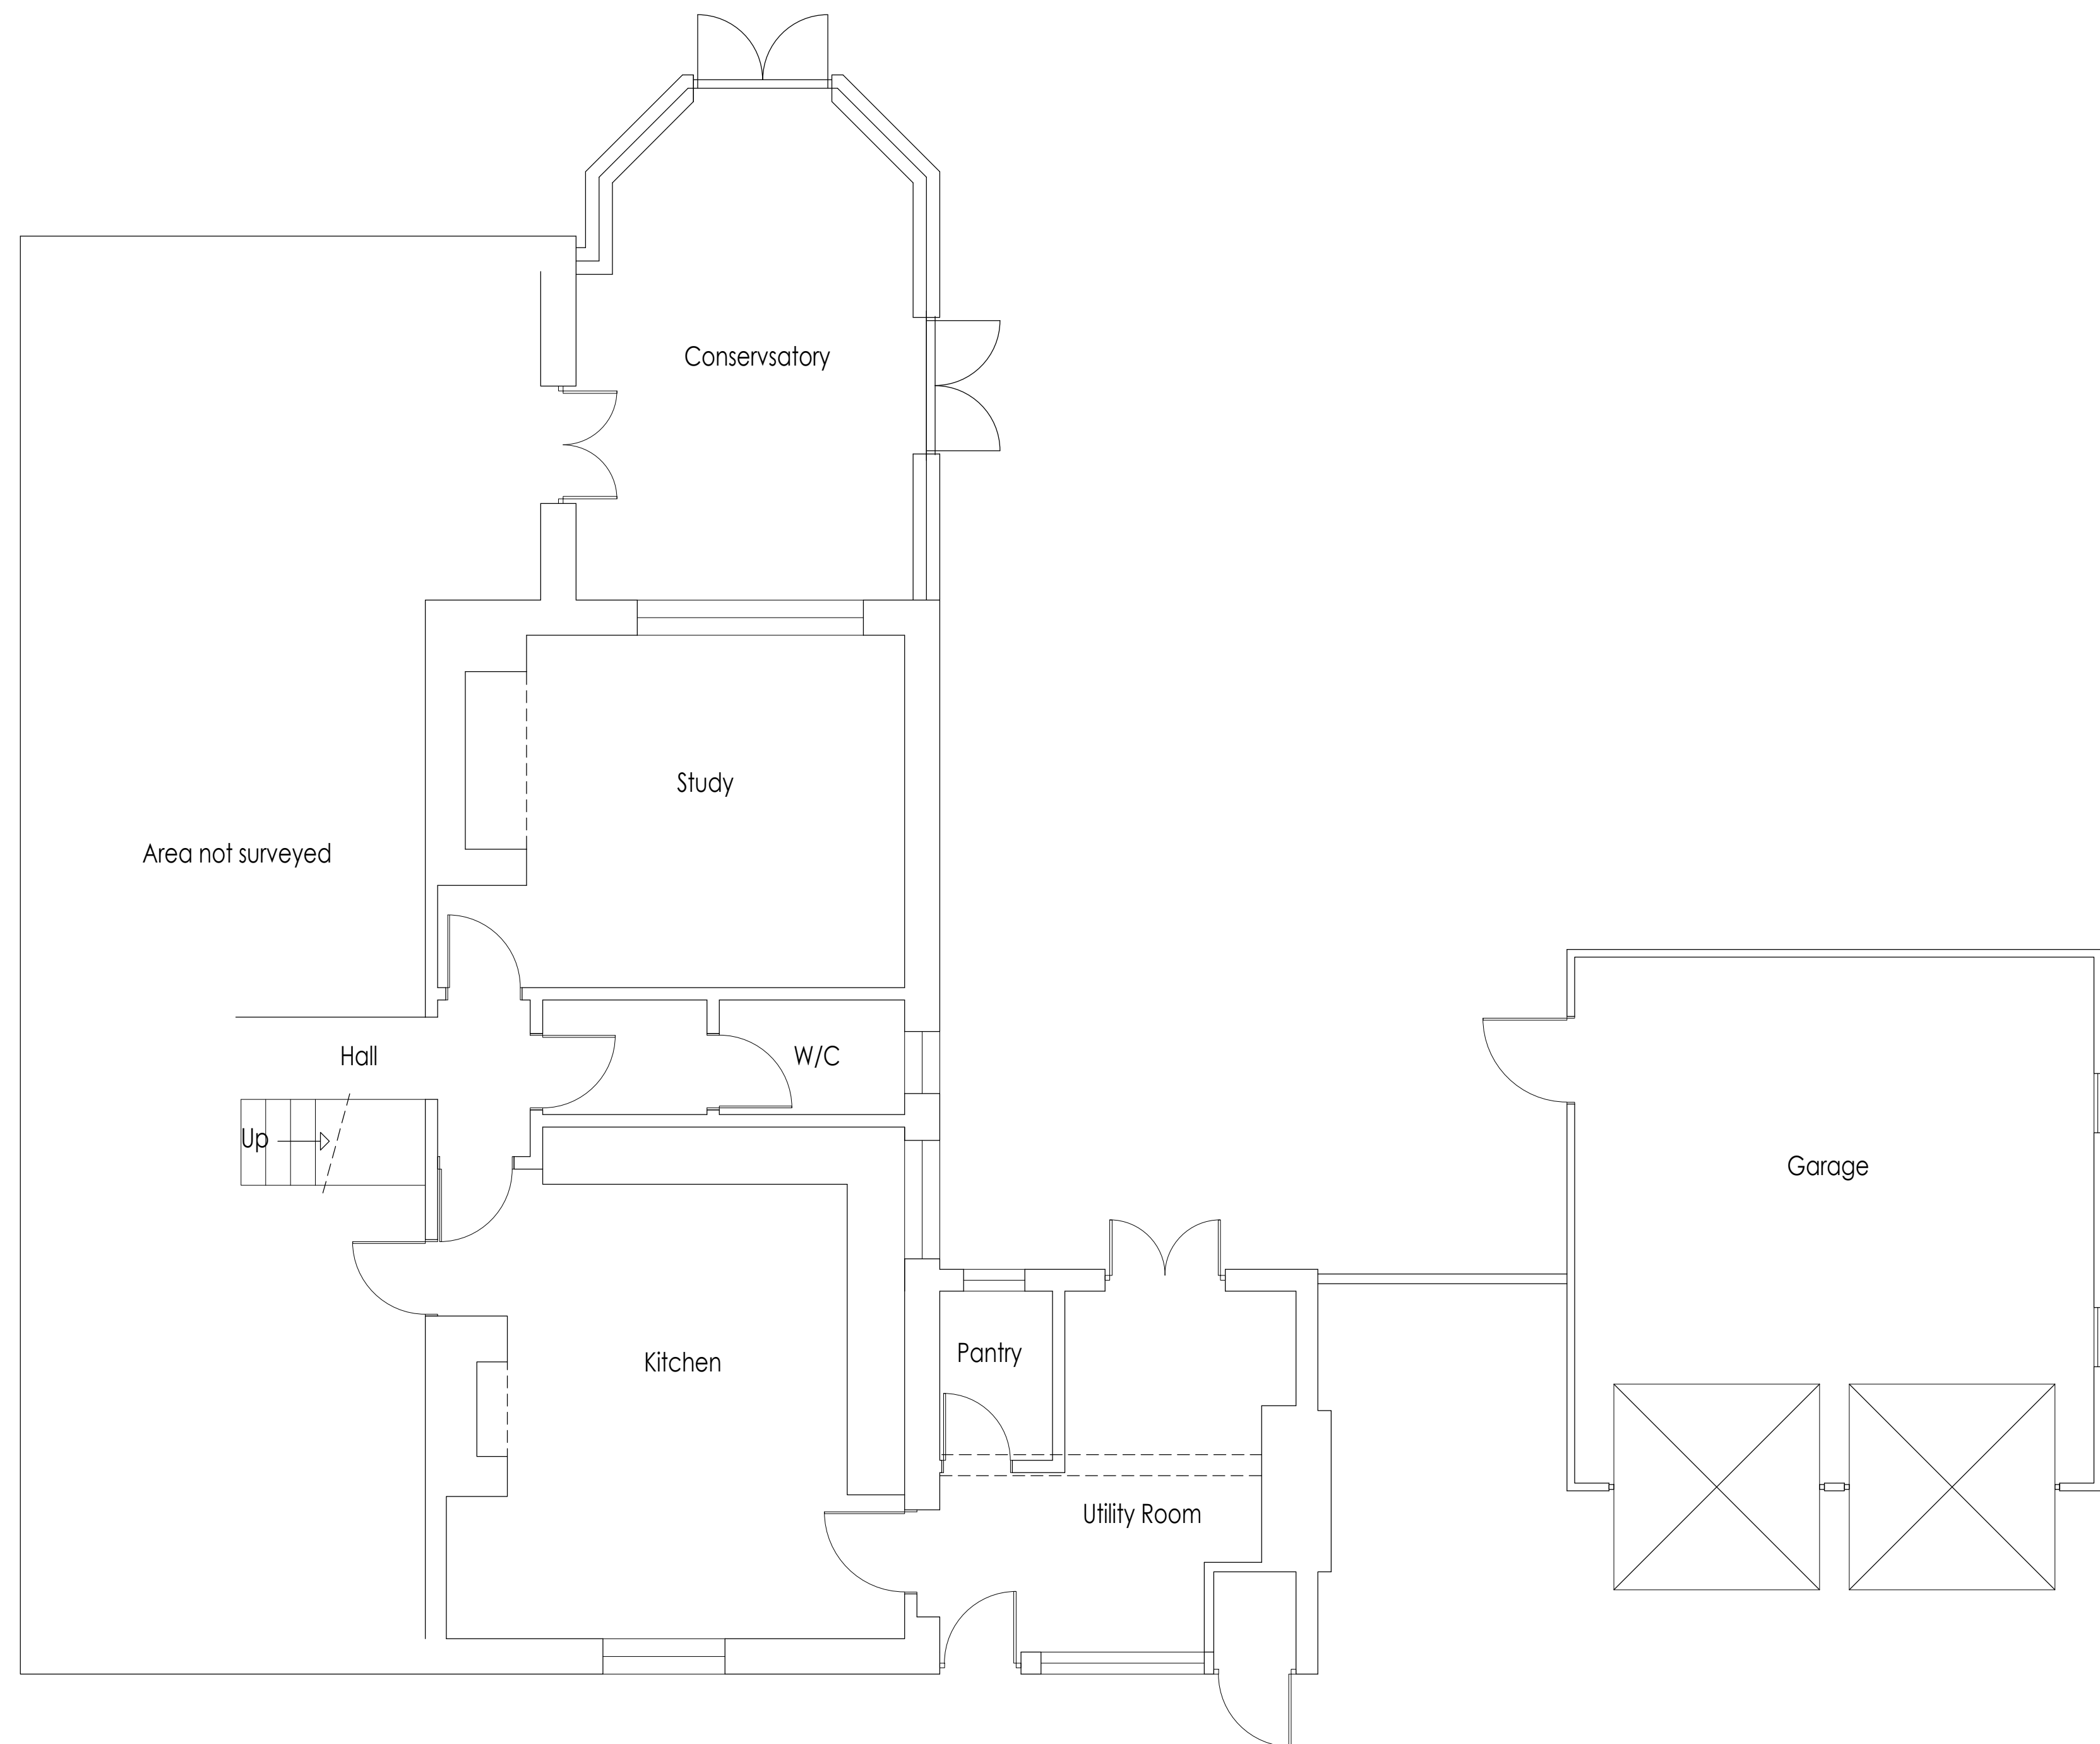 Conservsatory
Study
Area not surveyed
Hall
W/C
Up
Garage
Pantry
Kitchen
Utility Room